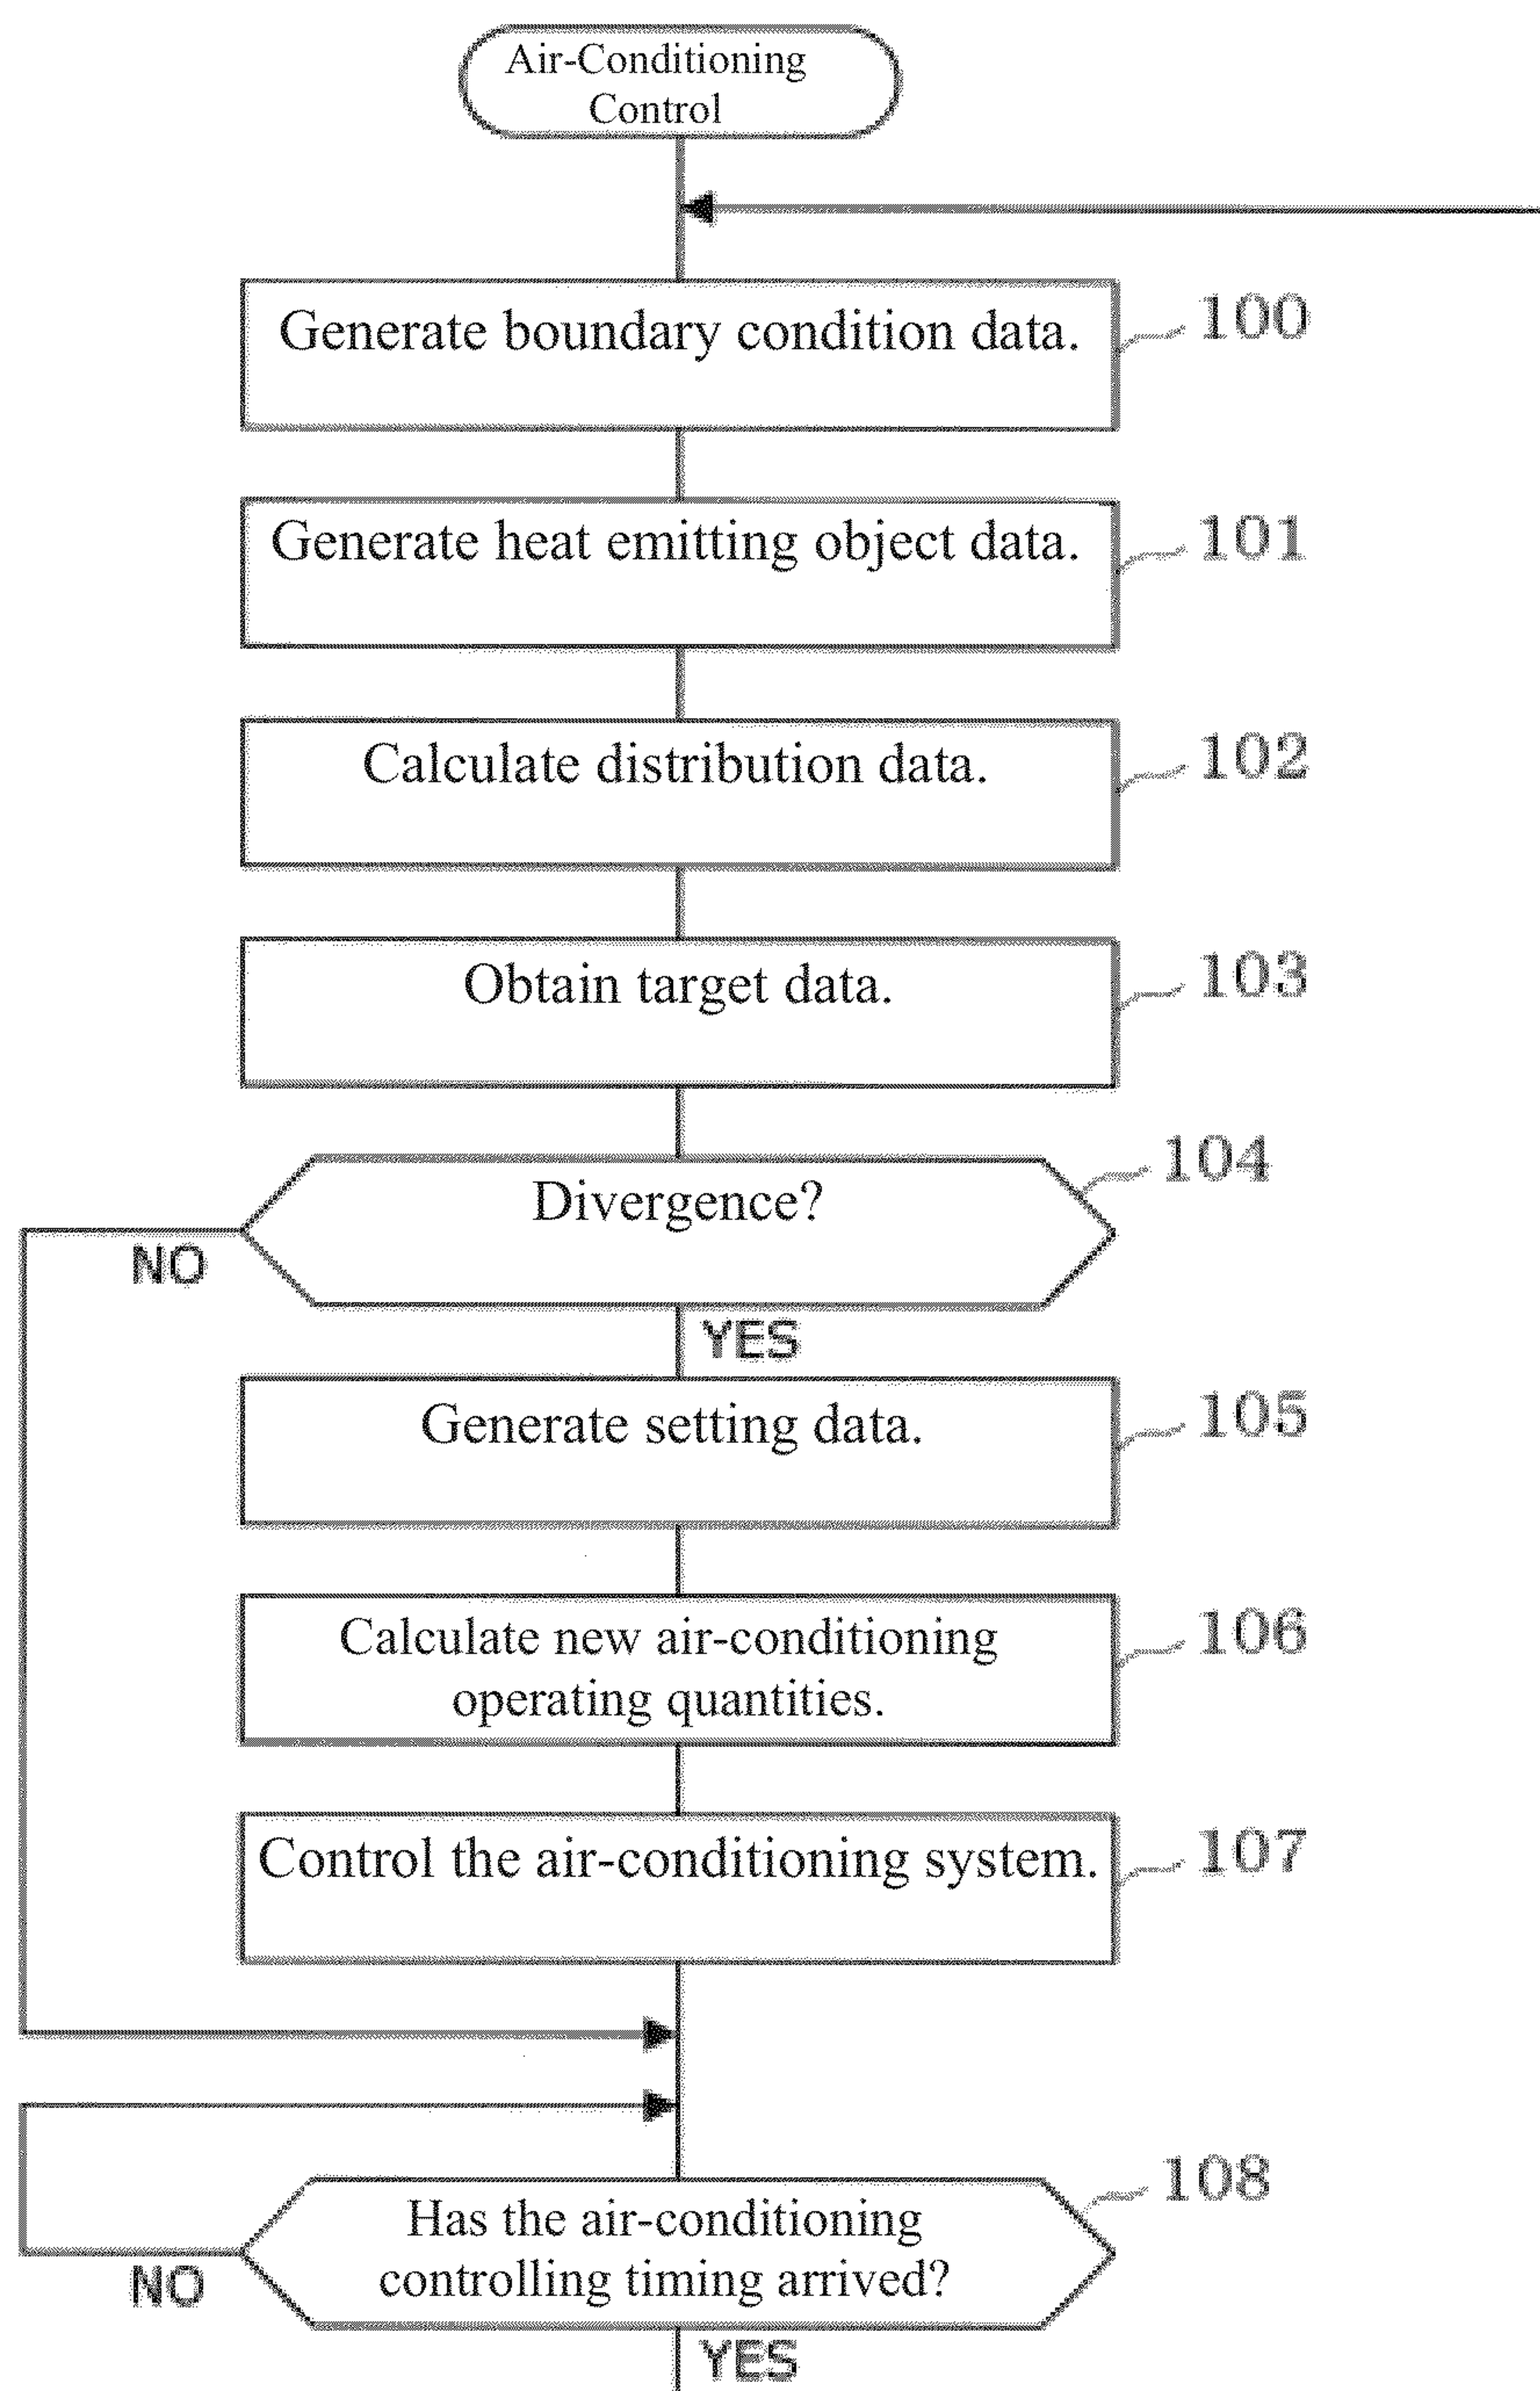 Air-Conditioning
Control
Generate boundary condition data.
100
Generate heat emitting object data.
101
Calculate distribution data.
102
Obtain target data.
103
104
Divergence?
NO
YES
Generate setting data.
105
Calculate new air-conditioning
operating quantities.
106
Control the air-conditioning system.
107
108
Has the air-conditioning
controlling timing arrived?
NO
YES